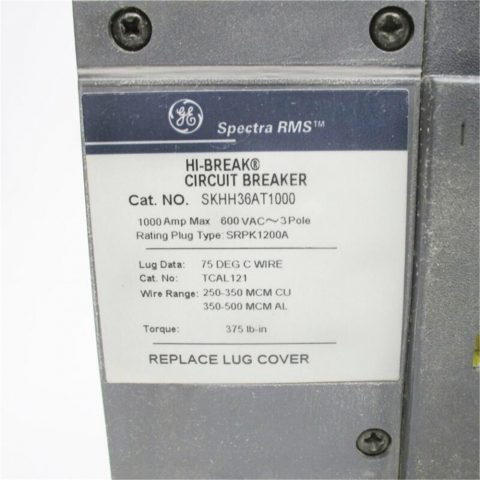 GE Spectra RMS™
HI-BREAK®
CIRCUIT BREAKER
Cat. NO. SKHH36AT1000
1000 Amp Max 600 VAC~3 Pole
Rating Plug Type: SRPK1200A
Lug Data: 75 DEG C WIRE
Cat. No: TCAL121
Wire Range: 250-350 MCM CU
350-500 MCM AL
Torque: 375 lb-in
REPLACE LUG COVER